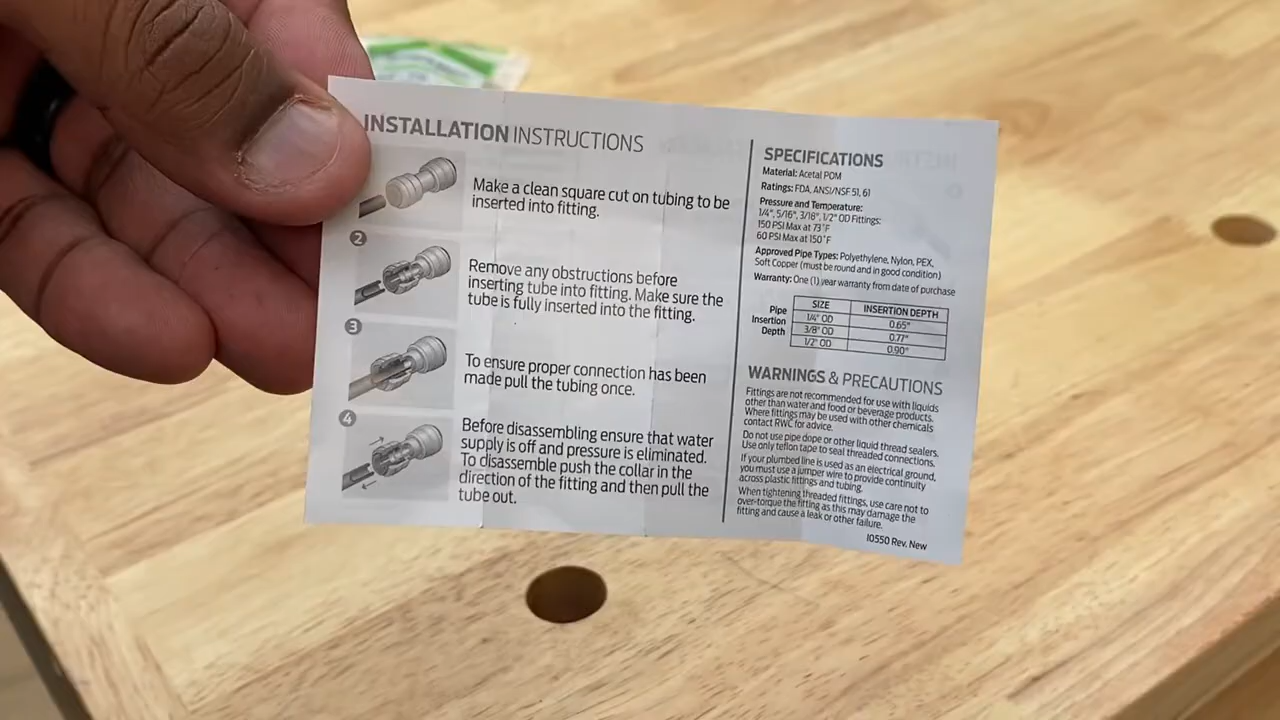 INSTALLATION INSTRUCTIONS
Make a clean square cut on tubing to be
inserted into fitting.
2
Remove any obstructions before
inserting tube into fitting. Make sure the
tube is fully inserted into the fitting.
3
To ensure proper connection has been
made pull the tubing once.
4
Before disassembling ensure that water
supply is off and pressure is eliminated.
To disassemble push the collar in the
direction of the fitting and then pull the
tube out.
SPECIFICATIONS
Material: Acetal POM
Ratings: FDA, ANSI/NSF 51, 61
Pressure and Temperature:
1/4", 5/16", 3/18", 1/2" OD Fittings:
150 PSI Max at 73°F
60 PSI Max at 150°F
Approved Pipe Types: Polyethylene, Nylon, PEX,
Soft Copper (must be round and in good condition)
Warranty: One (1) year warranty from date of purchase
Pipe
Insertion
Depth
SIZE INSERTION DEPTH
1/4" OD 0.65"
3/8" OD 0.77"
1/2" OD 0.90"
WARNINGS & PRECAUTIONS
Fittings are not recommended for use with liquids
other than water and food or beverage products.
Where fittings may be used with other chemicals
contact RWC for advice.
Do not use pipe dope or other liquid thread sealers.
Use only teflon tape to seal threaded connections.
If your plumbed line is used as an electrical ground,
you must use a jumper wire to provide continuity
across plastic fittings and tubing.
When tightening threaded fittings, use care not to
over-torque the fitting as this may damage the
fitting and cause a leak or other failure.
10550 Rev. New